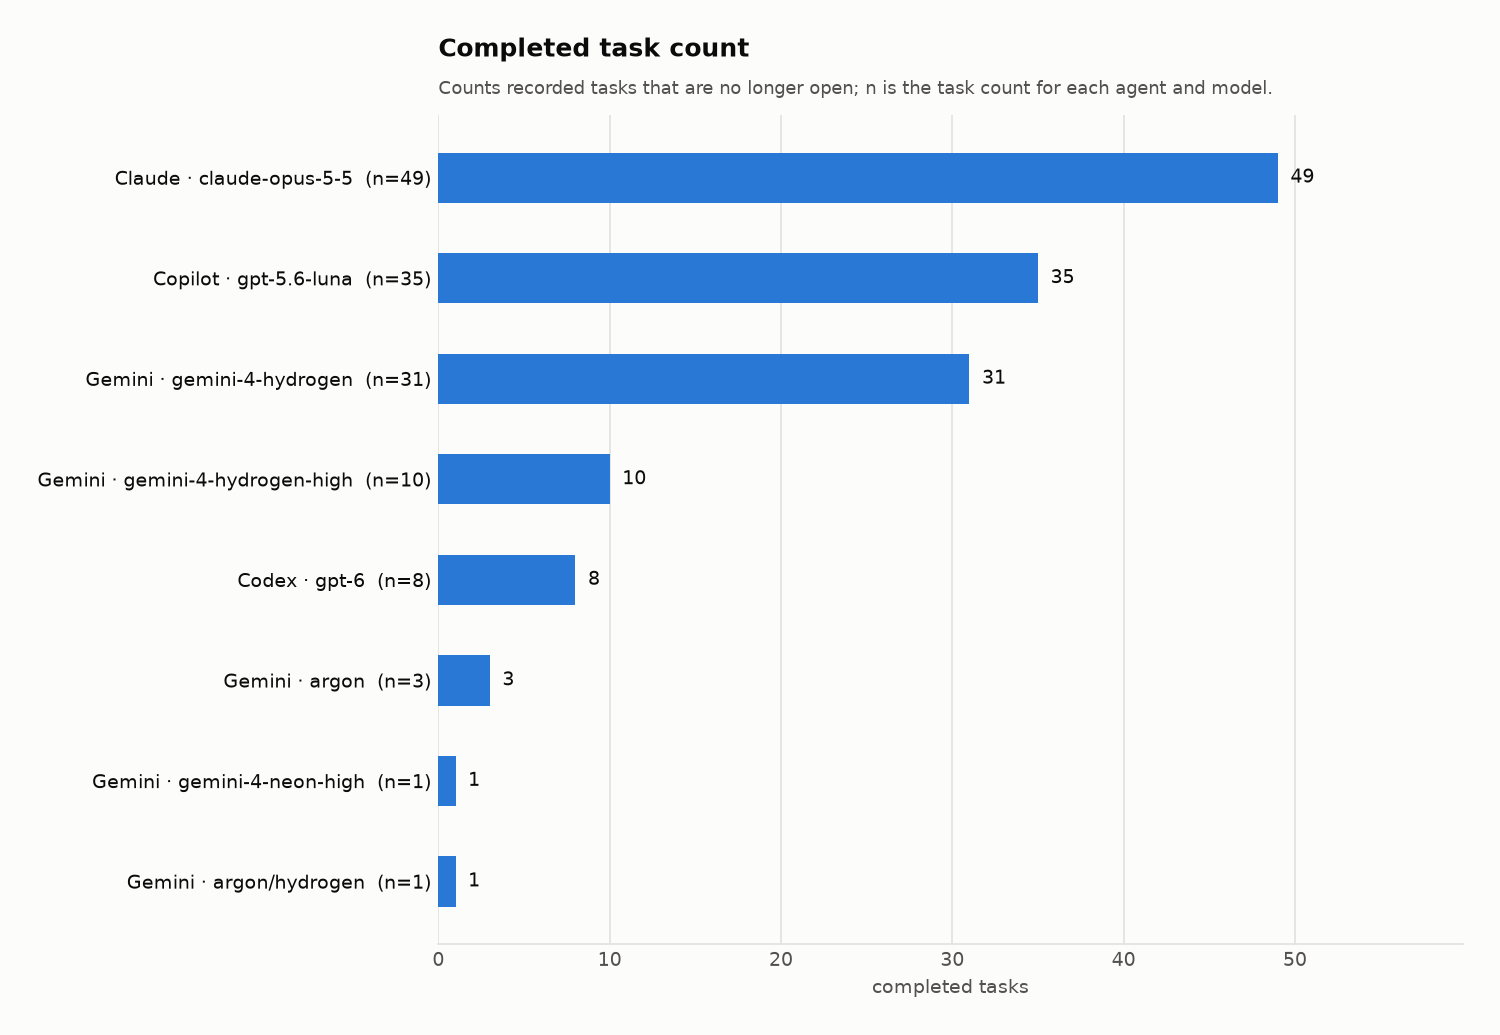 Completed task count
Counts recorded tasks that are no longer open; n is the task count for each agent and model.
Claude · claude-opus-5-5 (n=49) 49
Copilot · gpt-5.6-luna (n=35) 35
Gemini · gemini-4-hydrogen (n=31) 31
Gemini · gemini-4-hydrogen-high (n=10) 10
Codex · gpt-6 (n=8) 8
Gemini · argon (n=3) 3
Gemini · gemini-4-neon-high (n=1) 1
Gemini · argon/hydrogen (n=1) 1
0 10 20 30 40 50
completed tasks